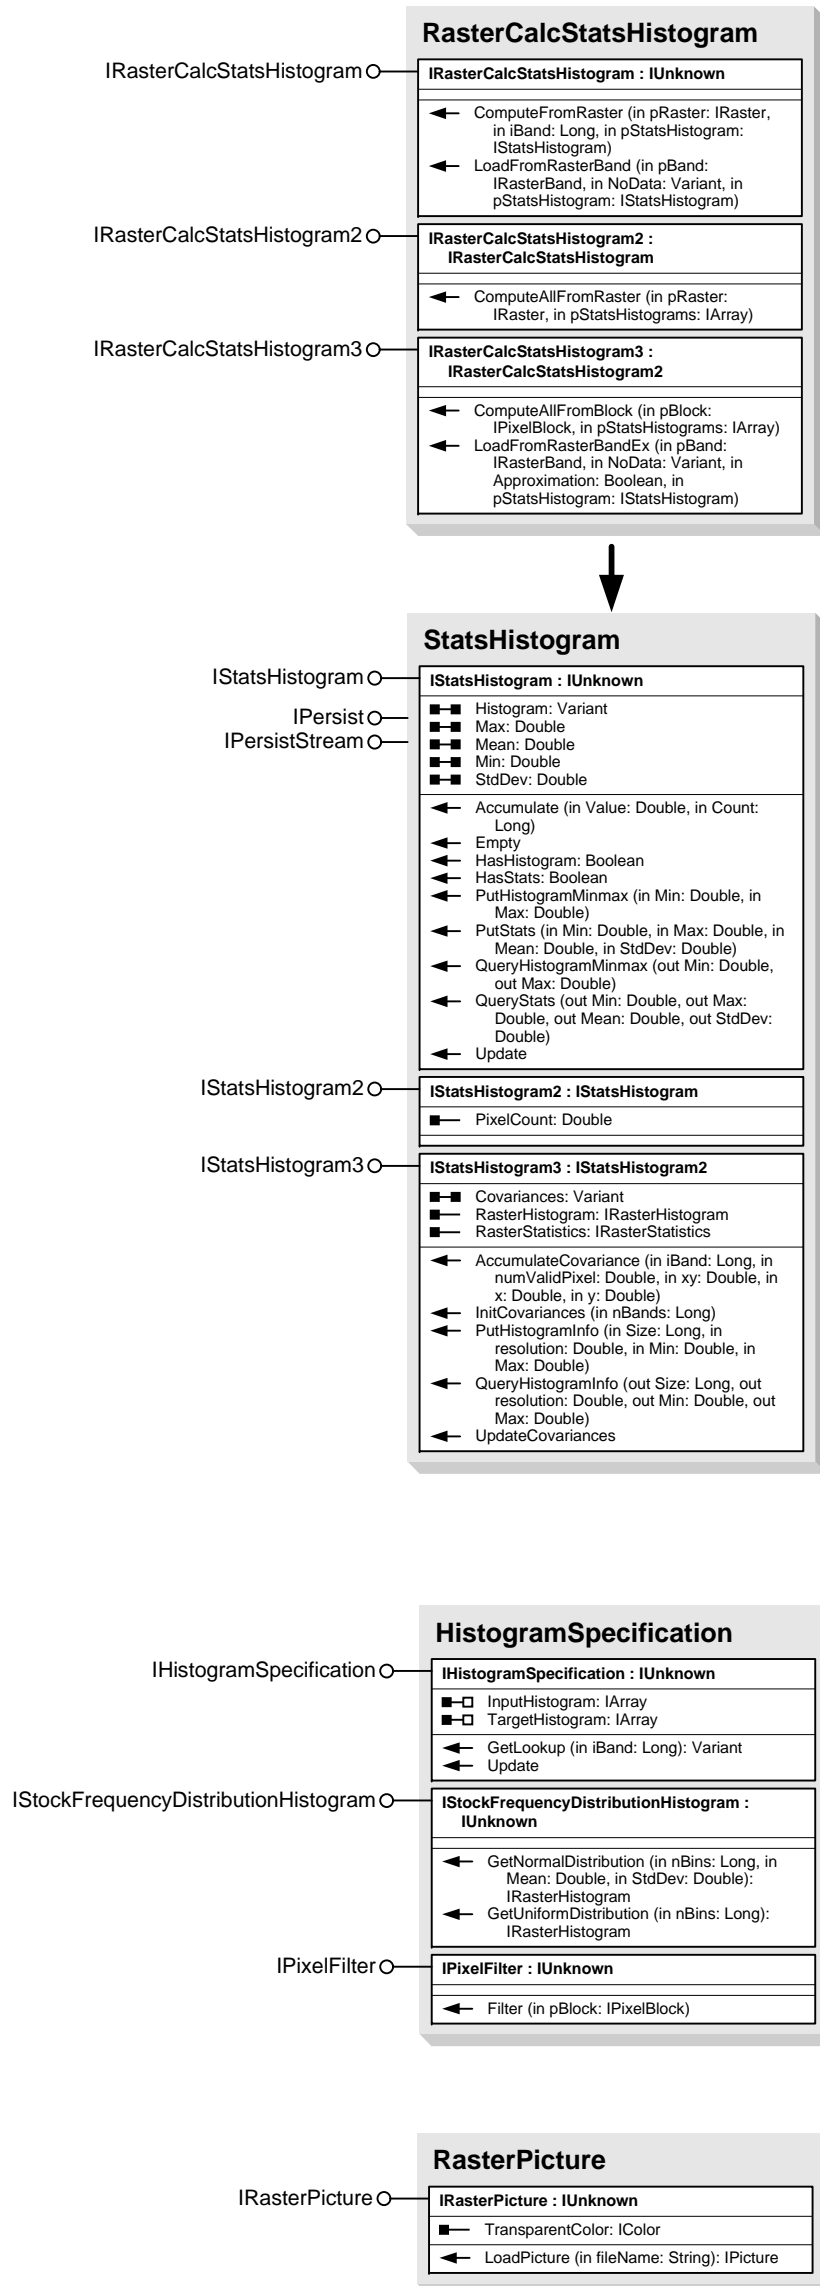 RasterCalcStatsHistogram
IRasterCalcStatsHistogram
IRasterCalcStatsHistogram : IUnknown
ComputeFromRaster (in pRaster: IRaster,
in iBand: Long, in pStatsHistogram:
IStatsHistogram)
LoadFromRasterBand (in pBand:
IRasterBand, in NoData: Variant, in
pStatsHistogram: IStatsHistogram)
IRasterCalcStatsHistogram2
IRasterCalcStatsHistogram2 :
IRasterCalcStatsHistogram
ComputeAllFromRaster (in pRaster:
IRaster, in pStatsHistograms: IArray)
IRasterCalcStatsHistogram3
IRasterCalcStatsHistogram3 :
IRasterCalcStatsHistogram2
ComputeAllFromBlock (in pBlock:
IPixelBlock, in pStatsHistograms: IArray)
LoadFromRasterBandEx (in pBand:
IRasterBand, in NoData: Variant, in
Approximation: Boolean, in
pStatsHistogram: IStatsHistogram)
StatsHistogram
IStatsHistogram
IStatsHistogram : IUnknown
IPersist
IPersistStream
Histogram: Variant
Max: Double
Mean: Double
Min: Double
StdDev: Double
Accumulate (in Value: Double, in Count:
Long)
Empty
HasHistogram: Boolean
HasStats: Boolean
PutHistogramMinmax (in Min: Double, in
Max: Double)
PutStats (in Min: Double, in Max: Double, in
Mean: Double, in StdDev: Double)
QueryHistogramMinmax (out Min: Double,
out Max: Double)
QueryStats (out Min: Double, out Max:
Double, out Mean: Double, out StdDev:
Double)
Update
IStatsHistogram2
IStatsHistogram2 : IStatsHistogram
PixelCount: Double
IStatsHistogram3
IStatsHistogram3 : IStatsHistogram2
Covariances: Variant
RasterHistogram: IRasterHistogram
RasterStatistics: IRasterStatistics
AccumulateCovariance (in iBand: Long, in
numValidPixel: Double, in xy: Double, in
x: Double, in y: Double)
InitCovariances (in nBands: Long)
PutHistogramInfo (in Size: Long, in
resolution: Double, in Min: Double, in
Max: Double)
QueryHistogramInfo (out Size: Long, out
resolution: Double, out Min: Double, out
Max: Double)
UpdateCovariances
HistogramSpecification
IHistogramSpecification
IHistogramSpecification : IUnknown
InputHistogram: IArray
TargetHistogram: IArray
GetLookup (in iBand: Long): Variant
Update
IStockFrequencyDistributionHistogram
IStockFrequencyDistributionHistogram :
IUnknown
GetNormalDistribution (in nBins: Long, in
Mean: Double, in StdDev: Double):
IRasterHistogram
GetUniformDistribution (in nBins: Long):
IRasterHistogram
IPixelFilter
IPixelFilter : IUnknown
Filter (in pBlock: IPixelBlock)
RasterPicture
IRasterPicture
IRasterPicture : IUnknown
TransparentColor: IColor
LoadPicture (in fileName: String): IPicture